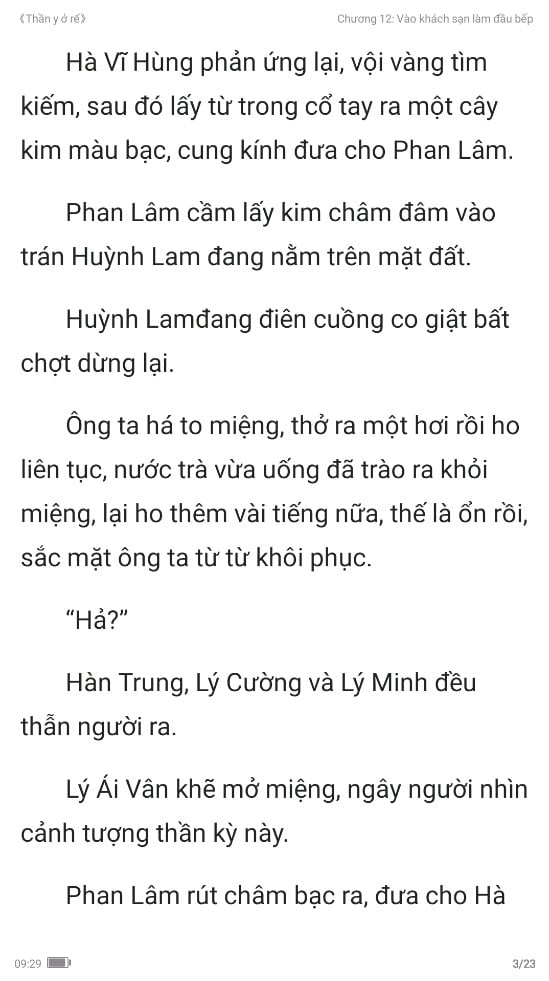 《Thần y ở rể》
Chương 12: Vào khách sạn làm đầu bếp
Hà Vĩ Hùng phản ứng lại, vội vàng tìm
kiếm, sau đó lấy từ trong cổ tay ra một cây
kim màu bạc, cung kính đưa cho Phan Lâm.
Phan Lâm cầm lấy kim châm đâm vào
trán Huỳnh Lam đang nằm trên mặt đất.
Huỳnh Lamđang điên cuồng co giật bất
chợt dừng lại.
Ông ta há to miệng, thở ra một hơi rồi ho
liên tục, nước trà vừa uống đã trào ra khỏi
miệng, lại ho thêm vài tiếng nữa, thế là ổn rồi,
sắc mặt ông ta từ từ khôi phục.
“Hả?”
Hàn Trung, Lý Cường và Lý Minh đều
thẫn người ra.
Lý Ái Vân khẽ mở miệng, ngây người nhìn
cảnh tượng thần kỳ này.
Phan Lâm rút châm bạc ra, đưa cho Hà
09:29
3/23